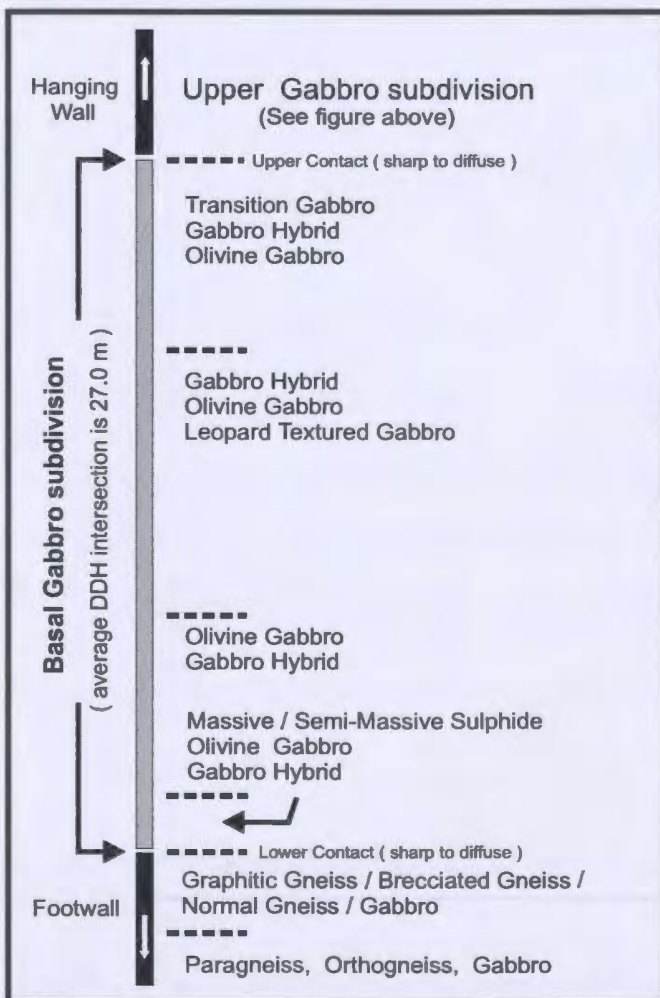 Hanging
Wall
Upper Gabbro subdivision
(See figure above)
Upper Contact ( sharp to diffuse )
Transition Gabbro
Gabbro Hybrid
Olivine Gabbro
Basal Gabbro subdivision
( average DDH intersection is 27.0 m )
Gabbro Hybrid
Olivine Gabbro
Leopard Textured Gabbro
Olivine Gabbro
Gabbro Hybrid
Massive / Semi-Massive Sulphide
Olivine Gabbro
Gabbro Hybrid
Lower Contact ( sharp to diffuse )
Footwall
Graphitic Gneiss / Brecciated Gneiss /
Normal Gneiss / Gabbro
Paragneiss, Orthogneiss, Gabbro